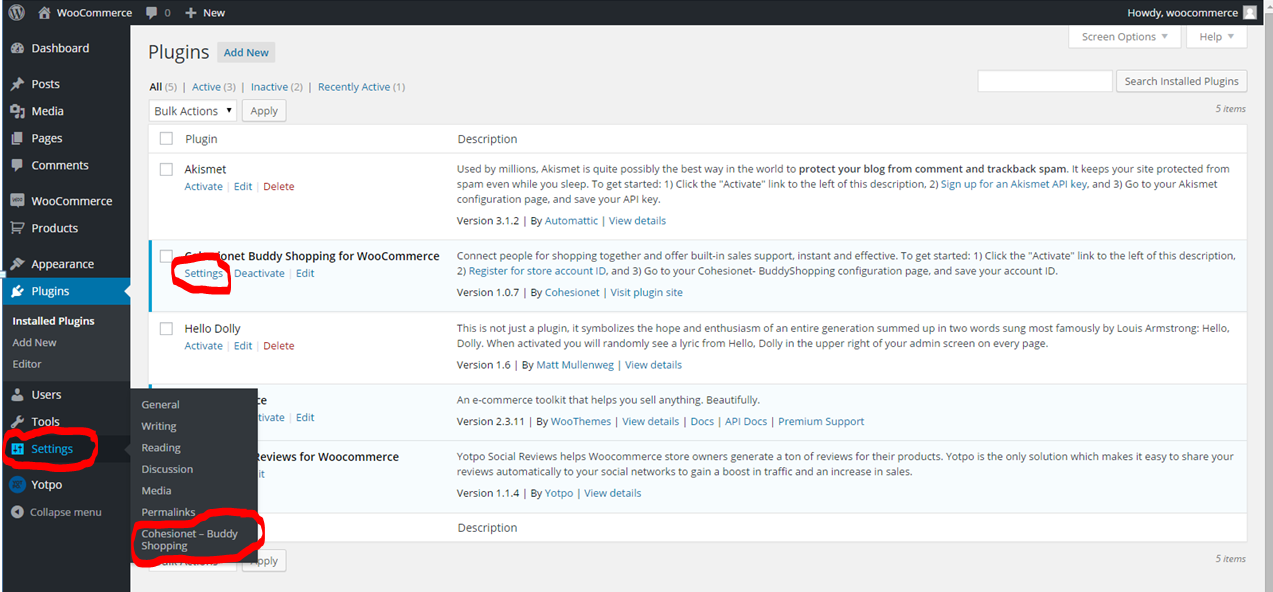 WooCommerce 0 New Howdy, woocommerce
Screen Options Help
Dashboard
Posts
Media
Pages
Comments
WooCommerce
Products
Appearance
Plugins
Installed Plugins
Add New
Editor
Users
Tools
Settings
Yotpo
Collapse menu
General
Writing
Reading
Discussion
Media
Permalinks
Cohesionet – Buddy
Shopping
Plugins Add New
All (5) | Active (3) | Inactive (2) | Recently Active (1)
Search Installed Plugins
Bulk Actions Apply
5 items
Plugin Description
Akismet
Activate | Edit | Delete
Used by millions, Akismet is quite possibly the best way in the world to protect your blog from comment and trackback spam. It keeps your site protected from
spam even while you sleep. To get started: 1) Click the "Activate" link to the left of this description, 2) Sign up for an Akismet API key, and 3) Go to your Akismet
configuration page, and save your API key.
Version 3.1.2 | By Automattic | View details
Cohesionet Buddy Shopping for WooCommerce
Settings Deactivate | Edit
Connect people for shopping together and offer built-in sales support, instant and effective. To get started: 1) Click the "Activate" link to the left of this description,
2) Register for store account ID, and 3) Go to your Cohesionet- BuddyShopping configuration page, and save your account ID.
Version 1.0.7 | By Cohesionet | Visit plugin site
Hello Dolly
Activate | Edit | Delete
This is not just a plugin, it symbolizes the hope and enthusiasm of an entire generation summed up in two words sung most famously by Louis Armstrong: Hello,
Dolly. When activated you will randomly see a lyric from Hello, Dolly in the upper right of your admin screen on every page.
Version 1.6 | By Matt Mullenweg | View details
ce
ivate | Edit
An e-commerce toolkit that helps you sell anything. Beautifully.
Version 2.3.11 | By WooThemes | View details | Docs | API Docs | Premium Support
Reviews for Woocommerce
it
Yotpo Social Reviews helps Woocommerce store owners generate a ton of reviews for their products. Yotpo is the only solution which makes it easy to share your
reviews automatically to your social networks to gain a boost in traffic and an increase in sales.
Version 1.1.4 | By Yotpo | View details
Description
Apply
5 items